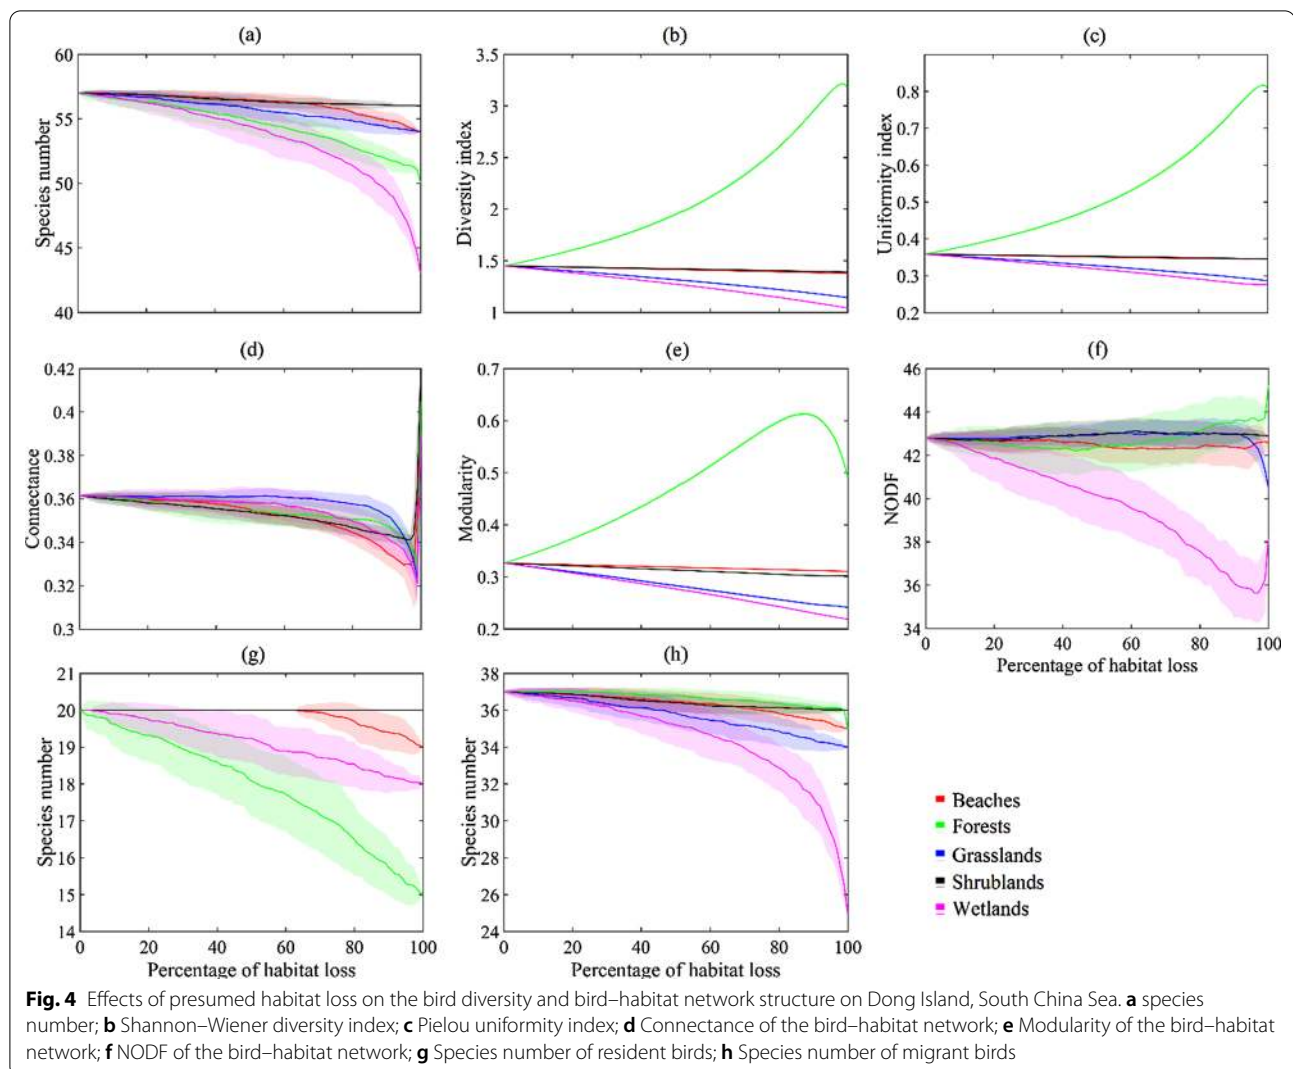 (a)
(b)
(c)
60
55
50
45
40
Species number
3.5
3
2.5
2
1.5
1
Diversity index
0.8
0.7
0.6
0.5
0.4
0.3
0.2
Uniformity index
(d)
(e)
(f)
0.42
0.4
0.38
0.36
0.34
0.32
0.3
Connectance
0.7
0.6
0.5
0.4
0.3
0.2
Modularity
46
44
42
40
38
36
34
NODF
0 20 40 60 80 100
Percentage of habitat loss
(g)
(h)
21
20
19
18
17
16
15
14
Species number
0 20 40 60 80 100
Percentage of habitat loss
38
36
34
32
30
28
26
24
Species number
0 20 40 60 80 100
Percentage of habitat loss
Beaches
Forests
Grasslands
Shrublands
Wetlands
Fig. 4 Effects of presumed habitat loss on the bird diversity and bird–habitat network structure on Dong Island, South China Sea. a species
number; b Shannon–Wiener diversity index; c Pielou uniformity index; d Connectance of the bird–habitat network; e Modularity of the bird–habitat
network; f NODF of the bird–habitat network; g Species number of resident birds; h Species number of migrant birds